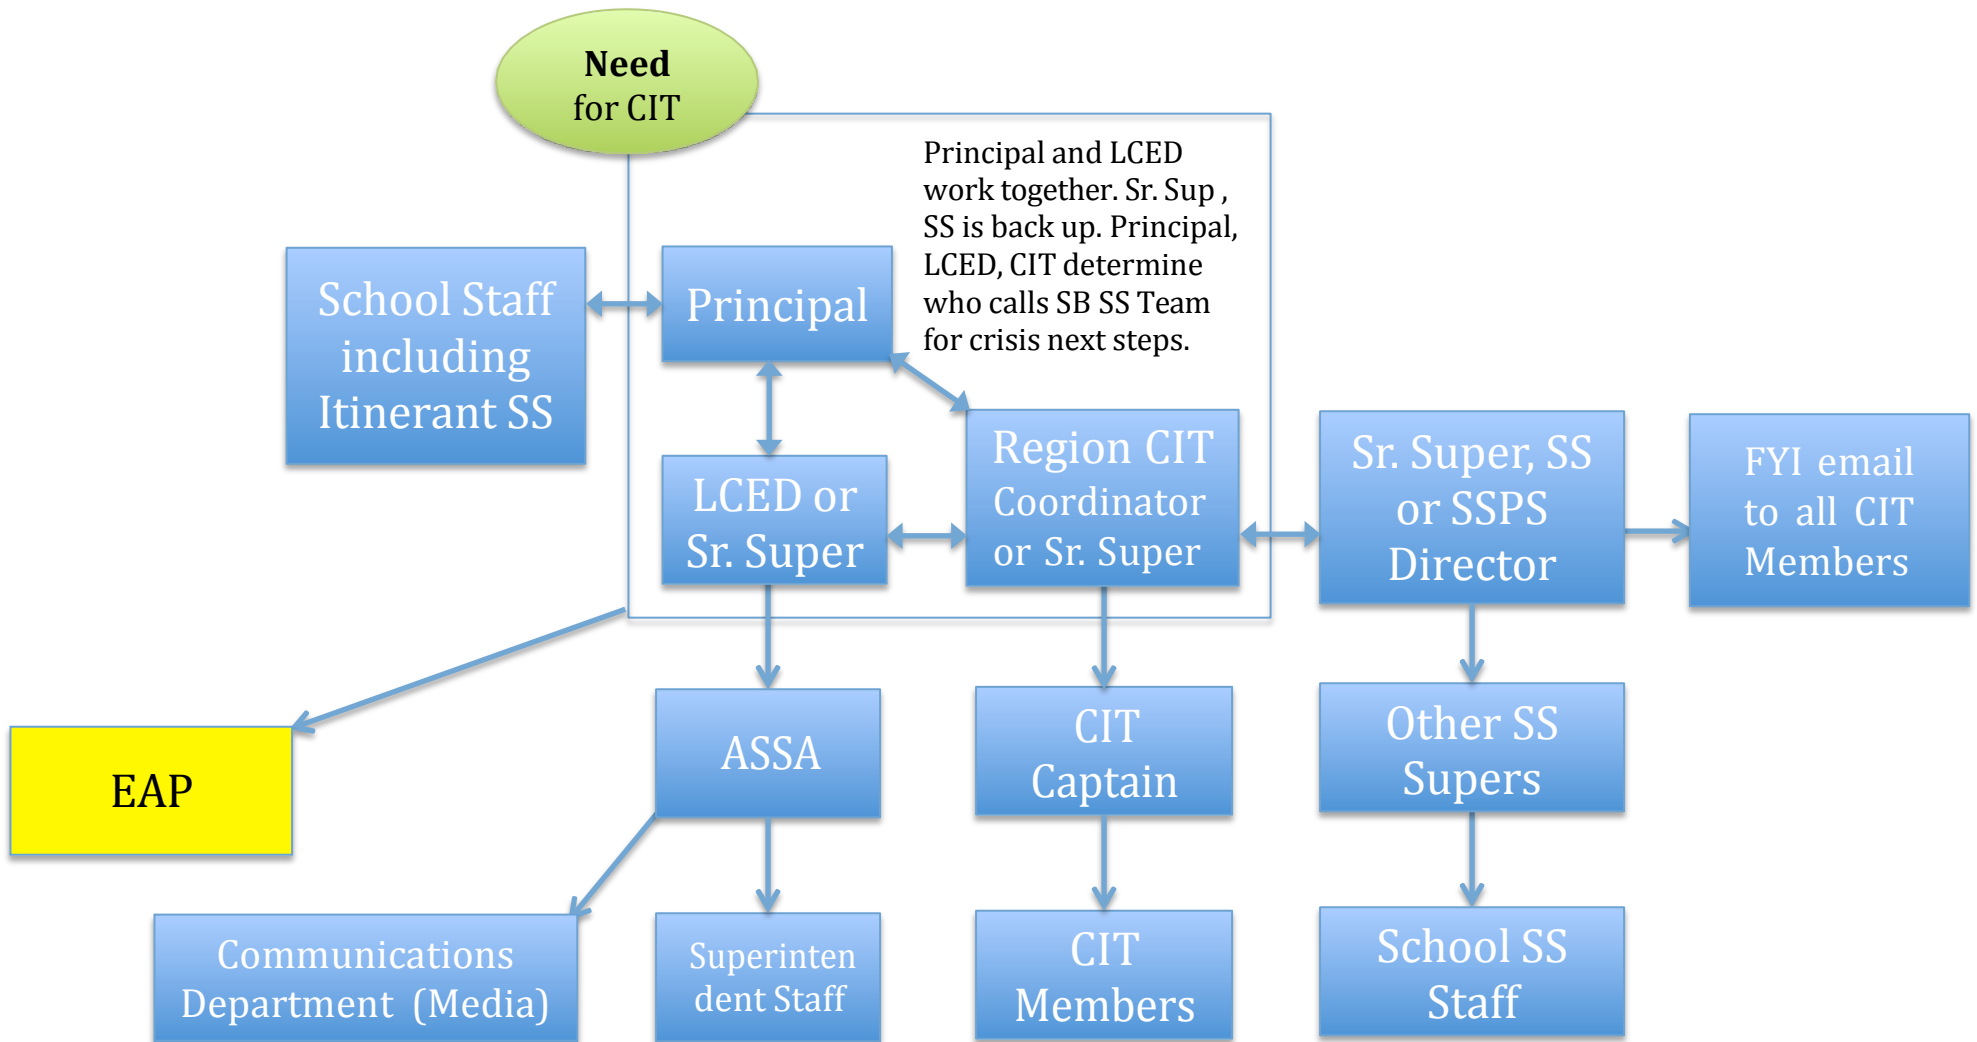 Need
for CIT
Principal and LCED
work together. Sr. Sup ,
SS is back up. Principal,
LCED, CIT determine
who calls SB SS Team
for crisis next steps.
School Staff
including
Itinerant SS
Principal
LCED or
Sr. Super
Region CIT
Coordinator
or Sr. Super
Sr. Super, SS
or SSPS
Director
FYI email
to all CIT
Members
EAP
ASSA
CIT
Captain
Other SS
Supers
Communications
Department (Media)
Superinten
dent Staff
CIT
Members
School SS
Staff